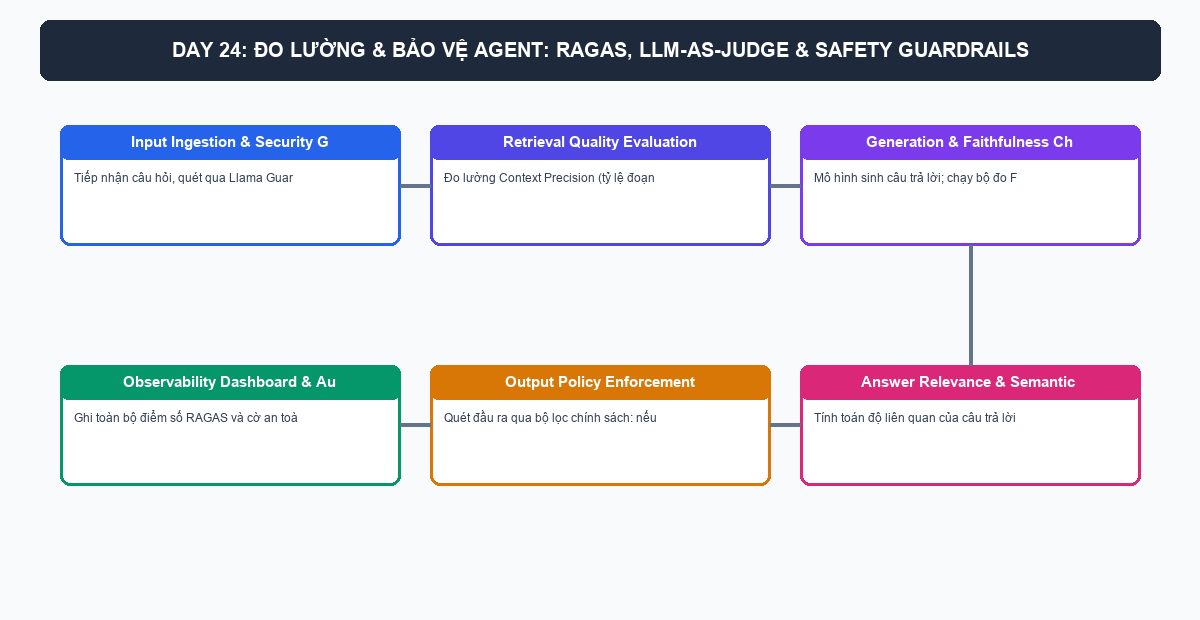 DAY 24: ĐO LƯỜNG & BẢO VỆ AGENT: RAGAS, LLM-AS-JUDGE & SAFETY GUARDRAILS
Input Ingestion & Security G
Tiếp nhận câu hỏi, quét qua Llama Guar
Retrieval Quality Evaluation
Đo lường Context Precision (tỷ lệ đoạn
Generation & Faithfulness Ch
Mô hình sinh câu trả lời; chạy bộ đo F
Observability Dashboard & Au
Ghi toàn bộ điểm số RAGAS và cờ an toà
Output Policy Enforcement
Quét đầu ra qua bộ lọc chính sách: nếu
Answer Relevance & Semantic
Tính toán độ liên quan của câu trả lời